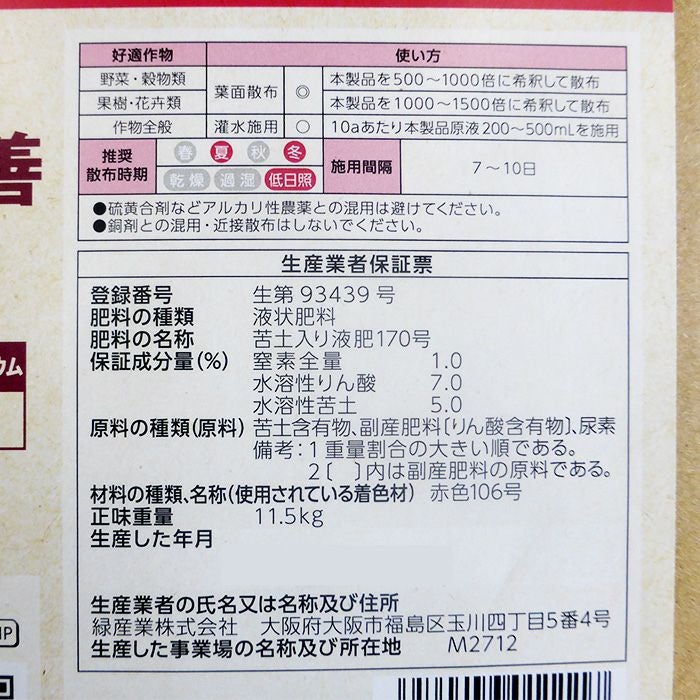 好適作物 使い方
野菜・穀物類 葉面散布 ◎ 本製品を500〜1000倍に希釈して散布
果樹・花卉類 本製品を1000〜1500倍に希釈して散布
作物全般 灌水施用 ○ 10aあたり本製品原液200〜500mLを施用
推奨散布時期 春 夏 秋 冬
乾燥 過湿 低日照
施用間隔 7〜10日
●硫黄合剤などアルカリ性農薬との混用は避けてください。
●銅剤との混用・近接散布はしないでください。
善
生産業者保証票
登録番号 生第93439号
肥料の種類 液状肥料
肥料の名称 苦土入り液肥170号
保証成分量(%) 窒素全量 1.0
水溶性りん酸 7.0
水溶性苦土 5.0
ウム
原料の種類(原料) 苦土含有物、副産肥料〔りん酸含有物〕、尿素
備考:1 重量割合の大きい順である。
2〔 〕内は副産肥料の原料である。
材料の種類、名称(使用されている着色材) 赤色106号
正味重量 11.5kg
生産した年月
生産業者の氏名又は名称及び住所
緑産業株式会社 大阪府大阪市福島区玉川四丁目5番4号
生産した事業場の名称及び所在地 M2712